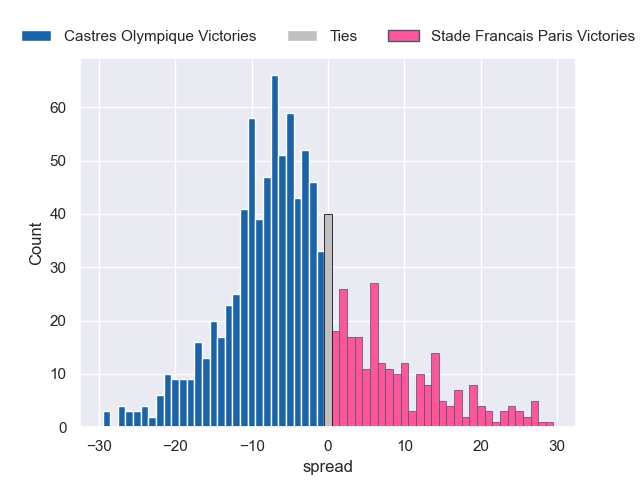 Castres Olympique Victories Ties Stade Francais Paris Victories
60
50
40
30
20
10
0
Count
−30 −20 −10 0 10 20 30
spread